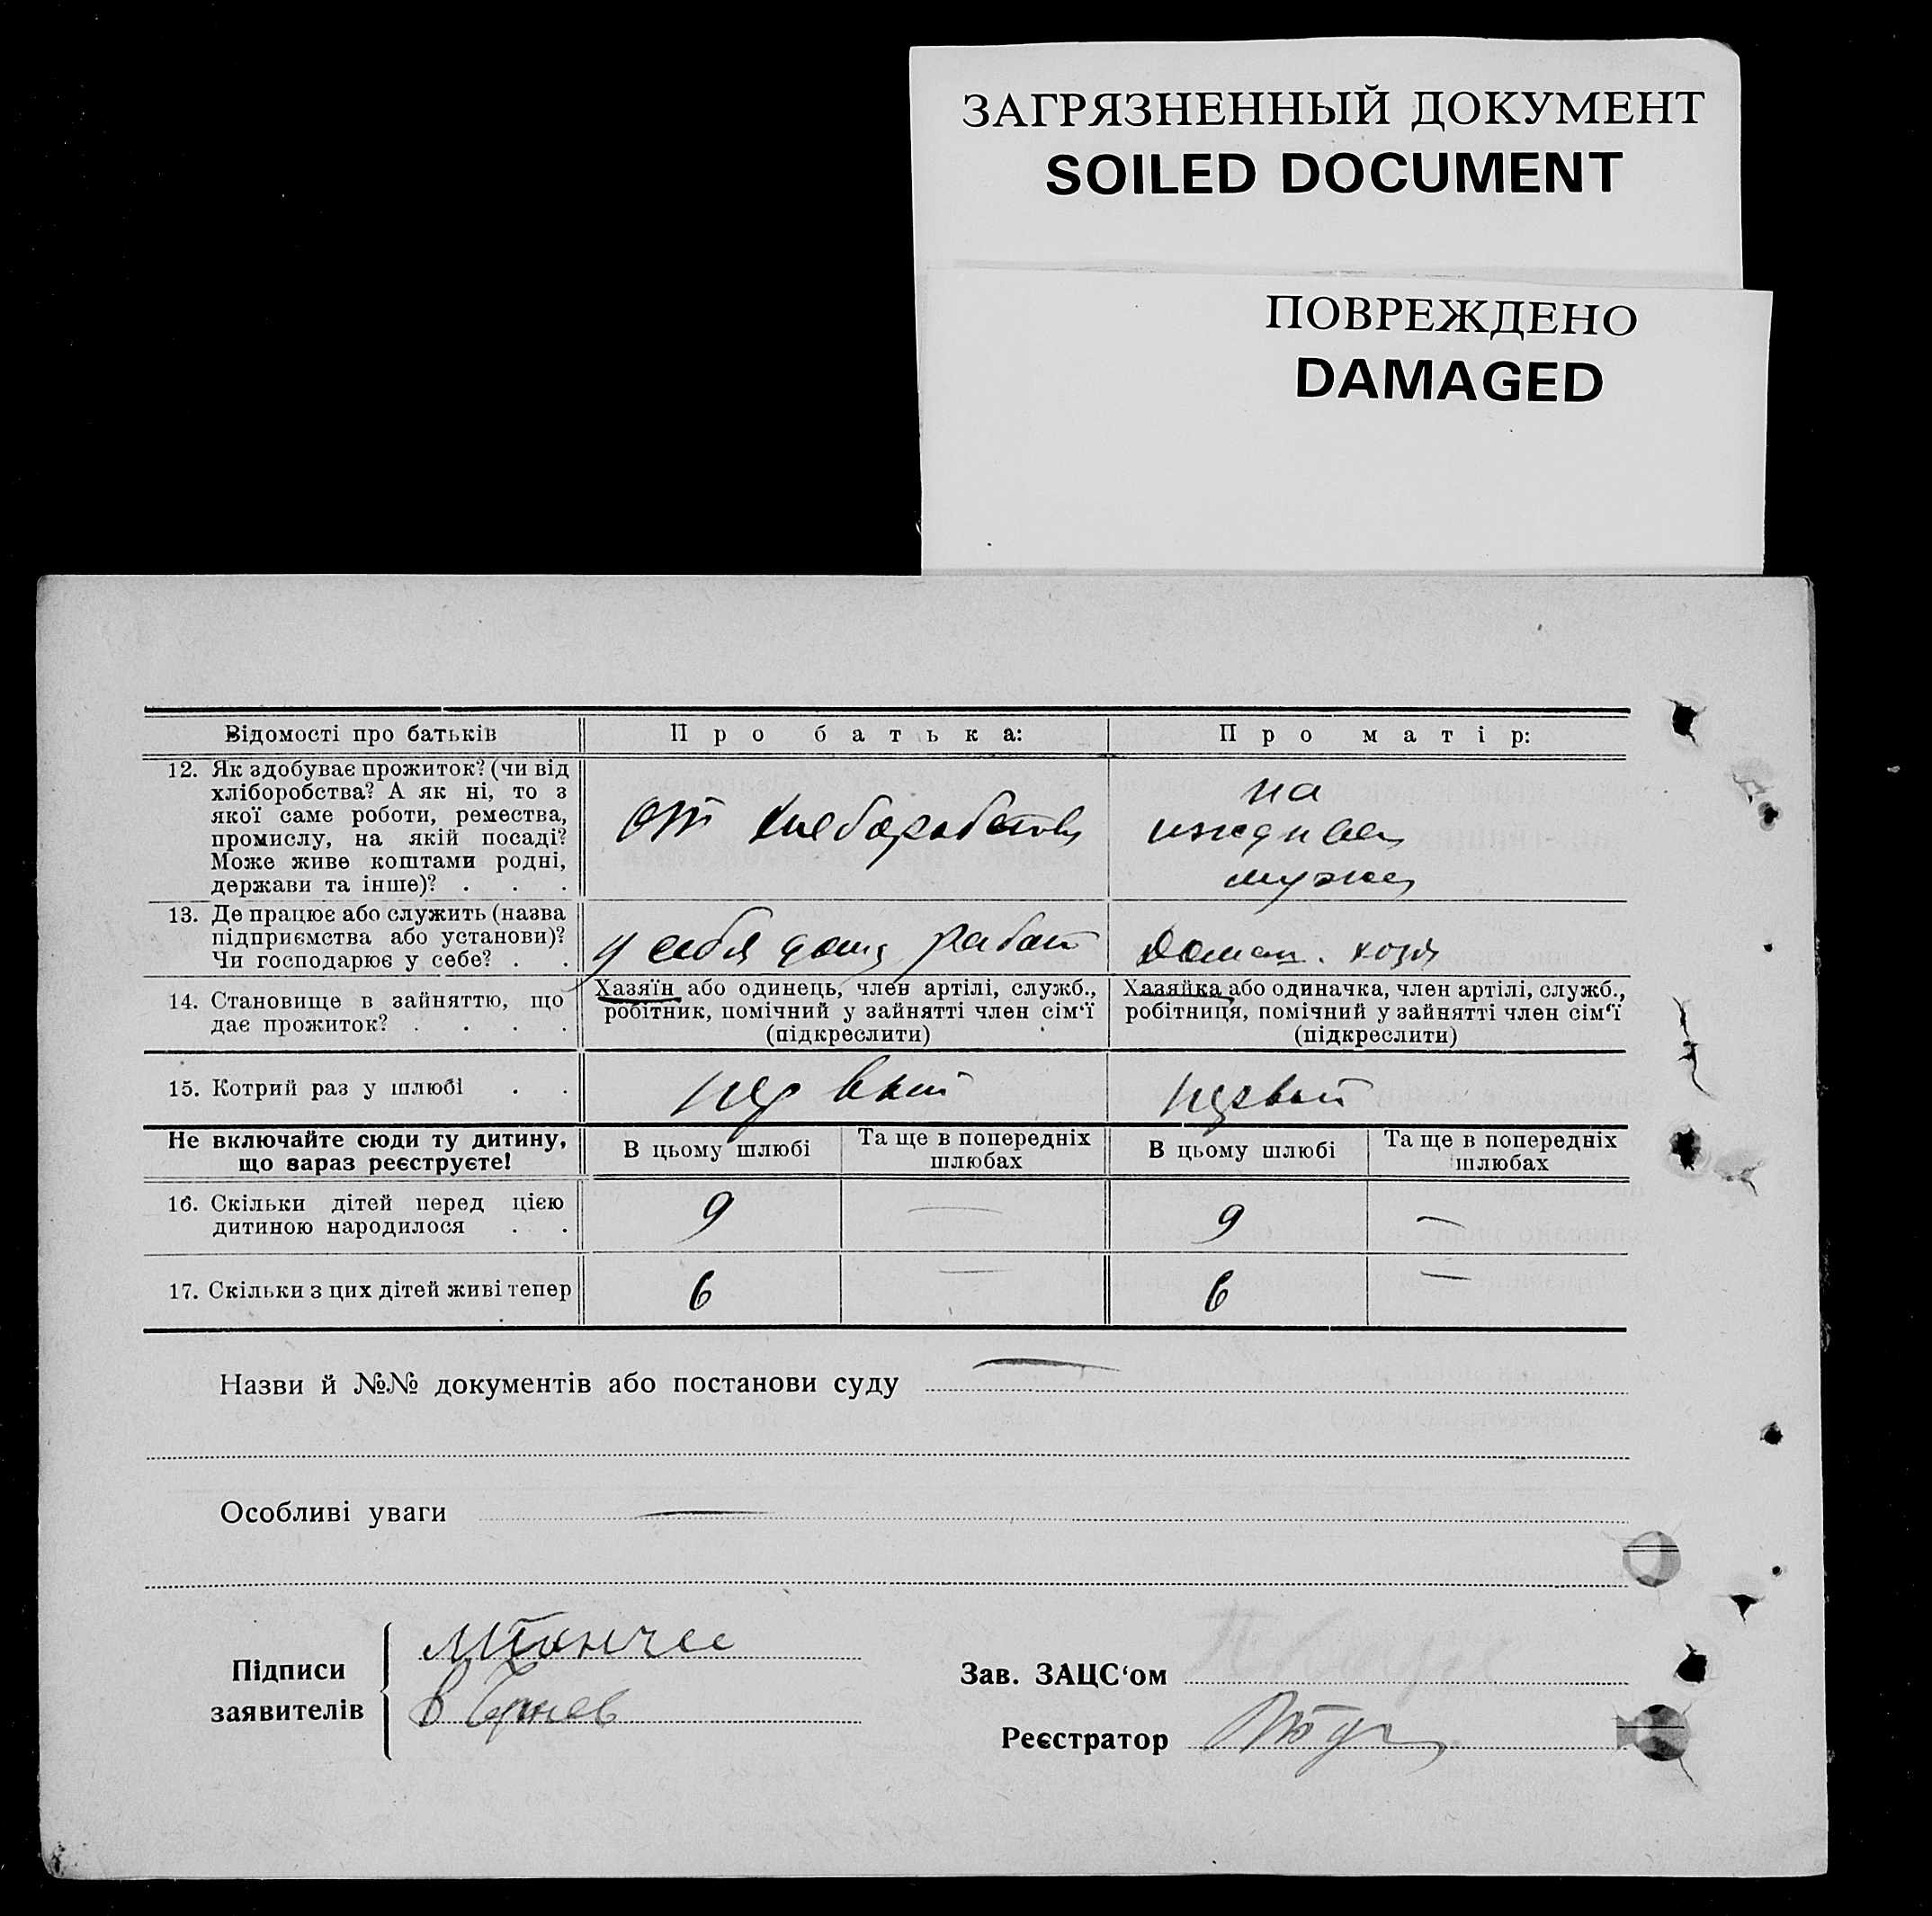 ЗАГРЯЗНЕННЫЙ ДОКУМЕНТ
SOILED DOCUMENT
ПОВРЕЖДЕНО
DAMAGED
Відомості про батьків
Про батька:
Про матір:
12. Як здобуває прожиток? (чи від
хліборобства? А як ні, то з
якої саме роботи, ремества,
промислу, на якій посаді?
Може живе коштами родні,
держави та інше)? . . .
от хлеборобства
на
иждивен
мужа
13. Де працює або служить (назва
підприємства або установи)?
Чи господарює у себе? . .
у себя дома работ
Домаш. хозя
14. Становище в зайняттю, що
дає прожиток? . . . .
Хазяїн або одинець, член артілі, служб.,
робітник, помічний у зайнятті член сім‘ї
(підкреслити)
Хазяйка або одиначка, член артілі, служб.,
робітниця, помічний у зайнятті член сім‘ї
(підкреслити)
15. Котрий раз у шлюбі . .
первый
первый
Не включайте сюди ту дитину,
що зараз реєструєте!
В цьому шлюбі
Та ще в попередніх
шлюбах
В цьому шлюбі
Та ще в попередніх
шлюбах
16. Скільки дітей перед цією
дитиною народилося . .
9
—
9
—
17. Скільки з цих дітей живі тепер
6
—
6
—
Назви й №№ документів або постанови суду —
Особливі уваги —
Підписи
заявителів
Зав. ЗАЦС‘ом
Реєстратор